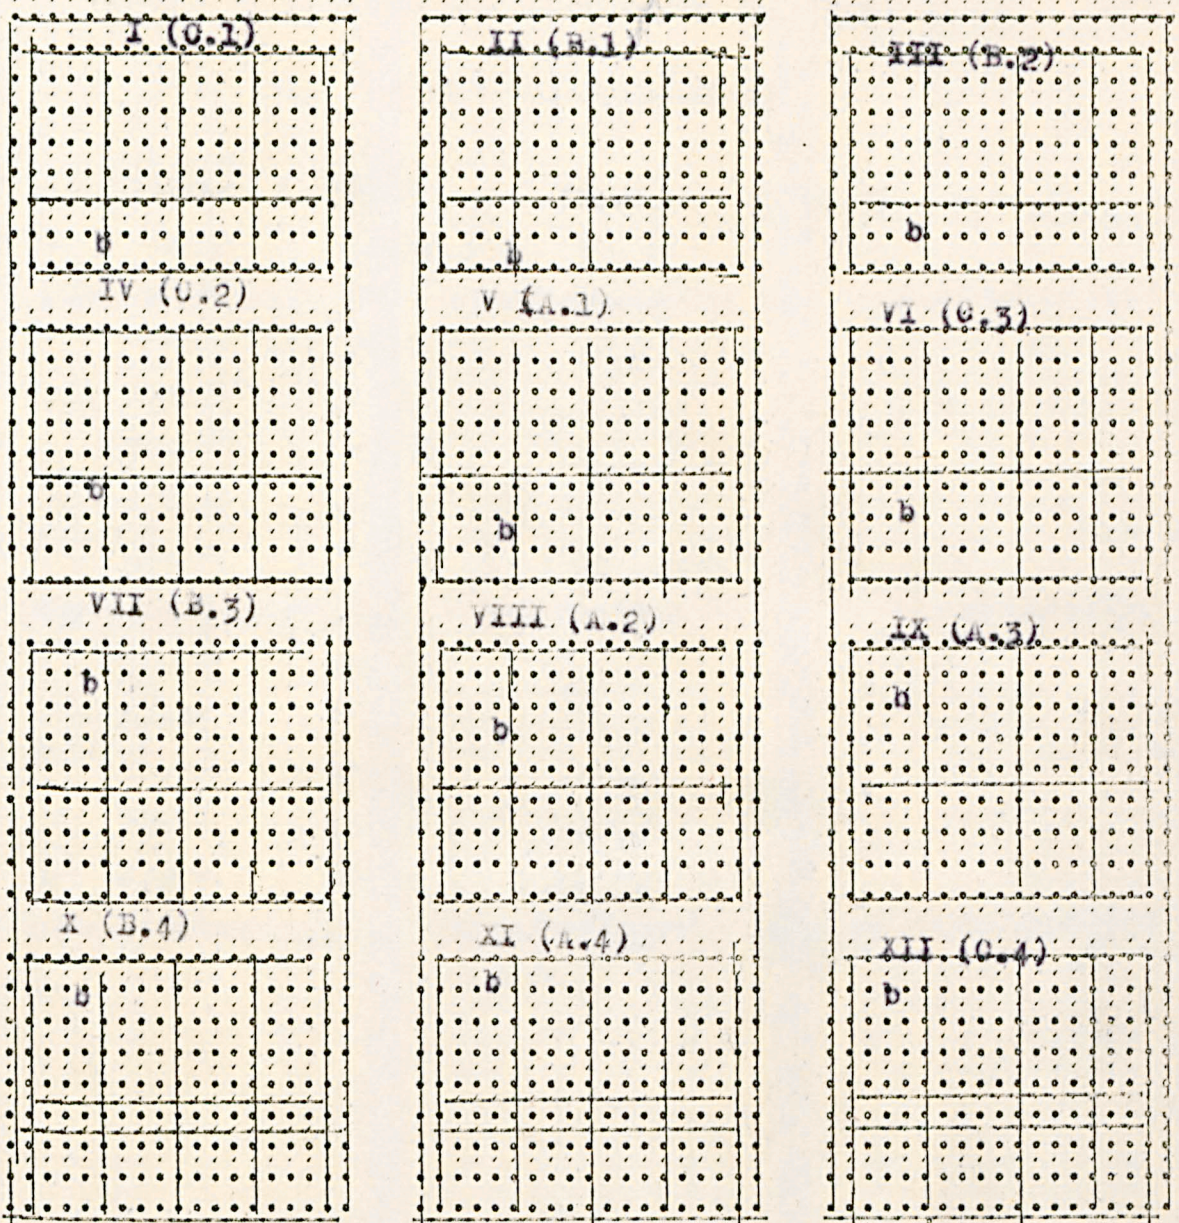 I (C.1) II (B.1) III (B.2)
b b b
IV (C.2) V (A.1) VI (C.3)
b b b
VII (B.3) VIII (A.2) IX (A.3)
b b b
X (B.4) XI (A.4) XII (C.4)
b b b